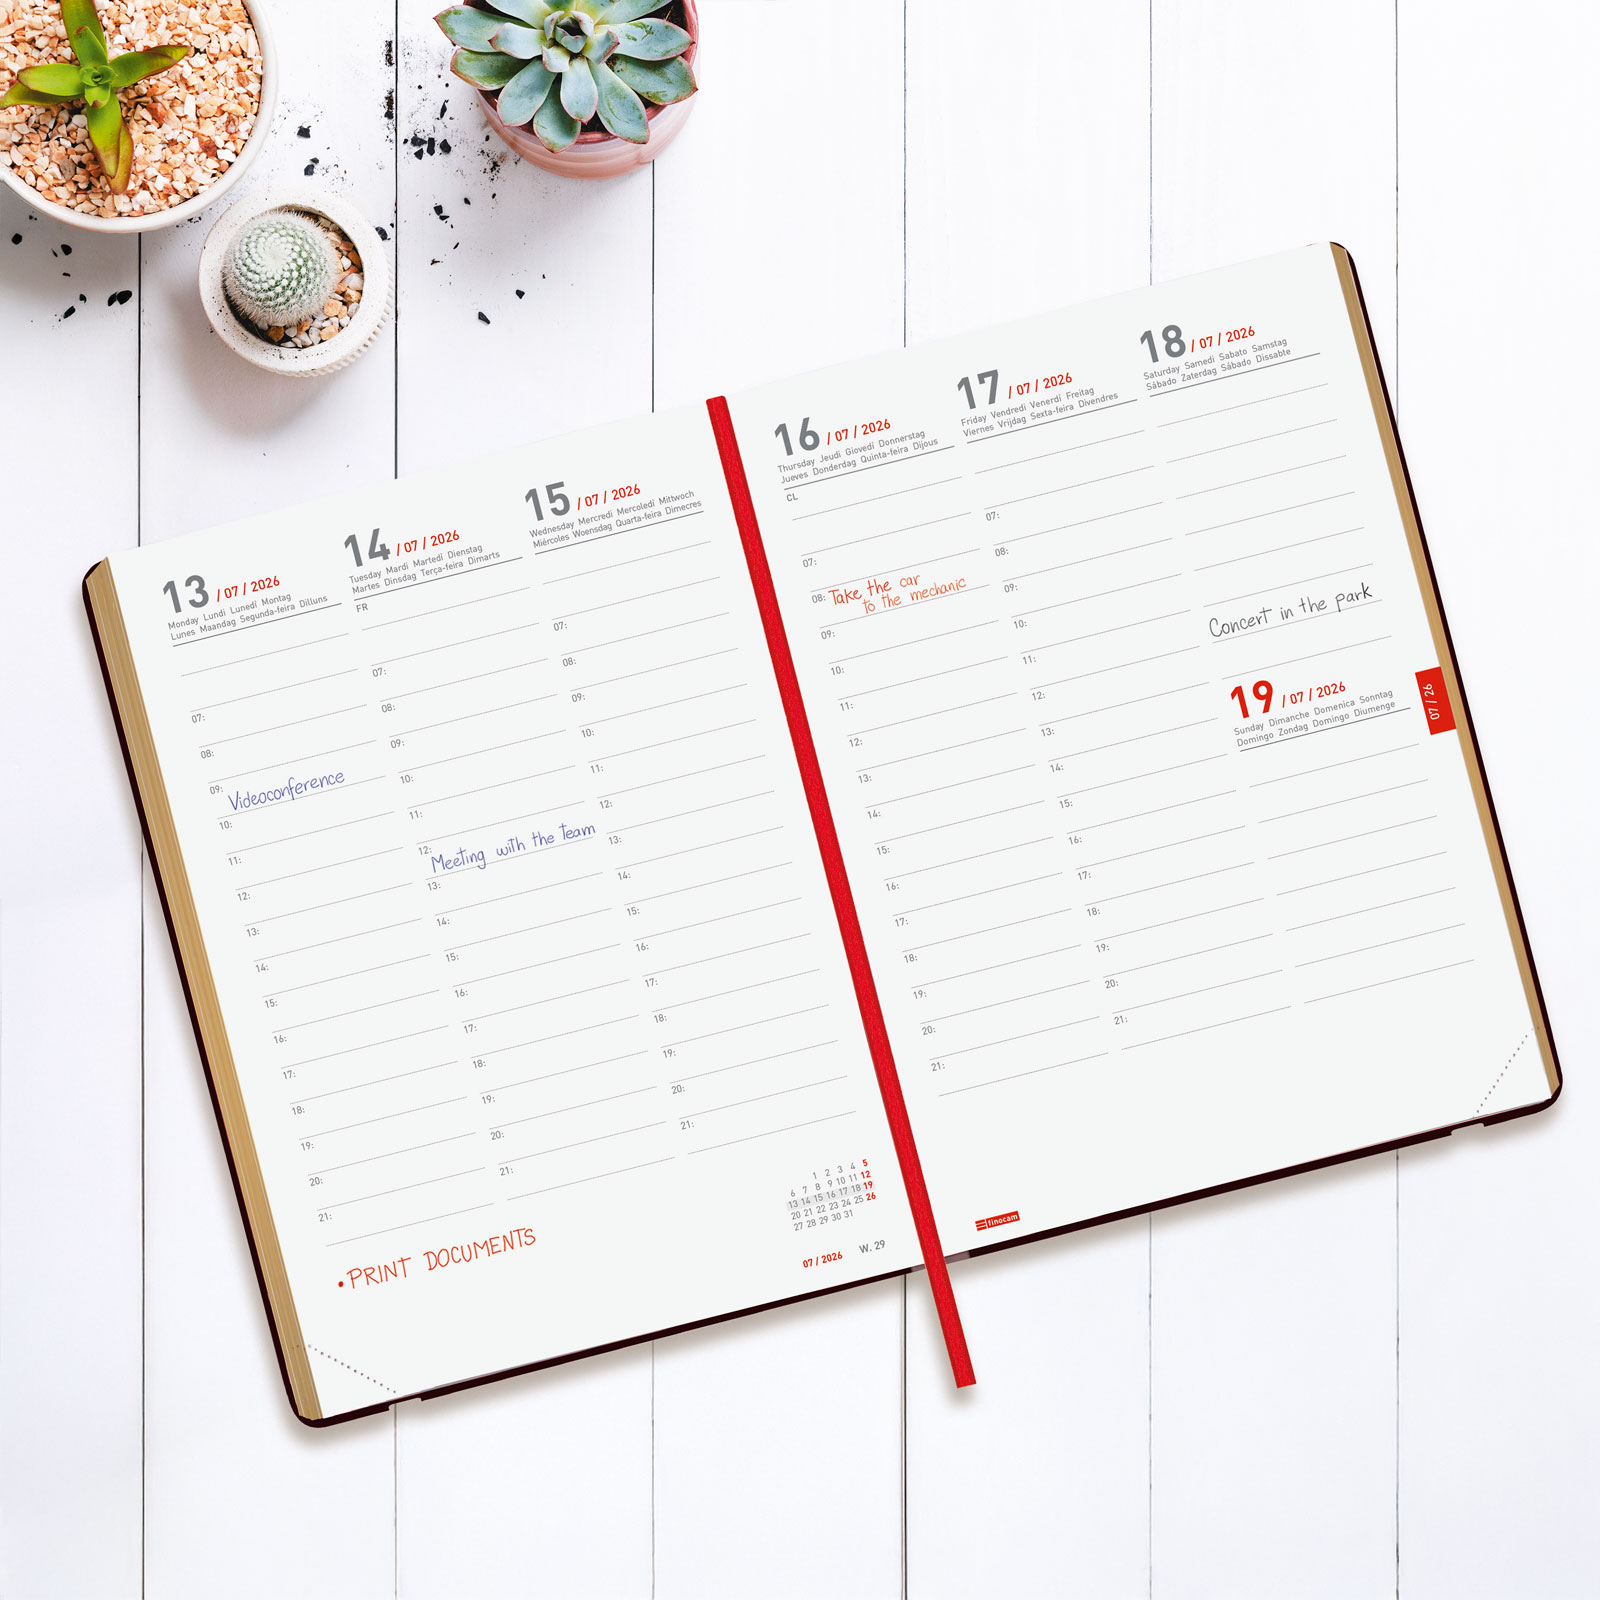 13 / 07 / 2026
Monday Lundi Lunedì Montag
Lunes Maandag Segunda-feira Dilluns
07:
08:
09: Videoconference
10:
11:
12:
13:
14:
15:
16:
17:
18:
19:
20:
21:
14 / 07 / 2026
Tuesday Mardi Martedì Dienstag
Martes Dinsdag Terça-feira Dimarts
FR
07:
08:
09:
10:
11:
12: Meeting with the team
13:
14:
15:
16:
17:
18:
19:
20:
21:
15 / 07 / 2026
Wednesday Mercredi Mercoledì Mittwoch
Miércoles Woensdag Quarta-feira Dimecres
07:
08:
09:
10:
11:
12:
13:
14:
15:
16:
17:
18:
19:
20:
21:
• PRINT DOCUMENTS
1 2 3 4 5
6 7 8 9 10 11 12
13 14 15 16 17 18 19
20 21 22 23 24 25 26
27 28 29 30 31
07 / 2026 W. 29
16 / 07 / 2026
Thursday Jeudi Giovedì Donnerstag
Jueves Donderdag Quinta-feira Dijous
CL
07:
08: Take the car
to the mechanic
09:
10:
11:
12:
13:
14:
15:
16:
17:
18:
19:
20:
21:
17 / 07 / 2026
Friday Vendredi Venerdì Freitag
Viernes Vrijdag Sexta-feira Divendres
07:
08:
09:
10:
11:
12:
13:
14:
15:
16:
17:
18:
19:
20:
21:
18 / 07 / 2026
Saturday Samedi Sabato Samstag
Sábado Zaterdag Sábado Dissabte
Concert in the park
19 / 07 / 2026
Sunday Dimanche Domenica Sonntag
Domingo Zondag Domingo Diumenge
07 / 26
finocam